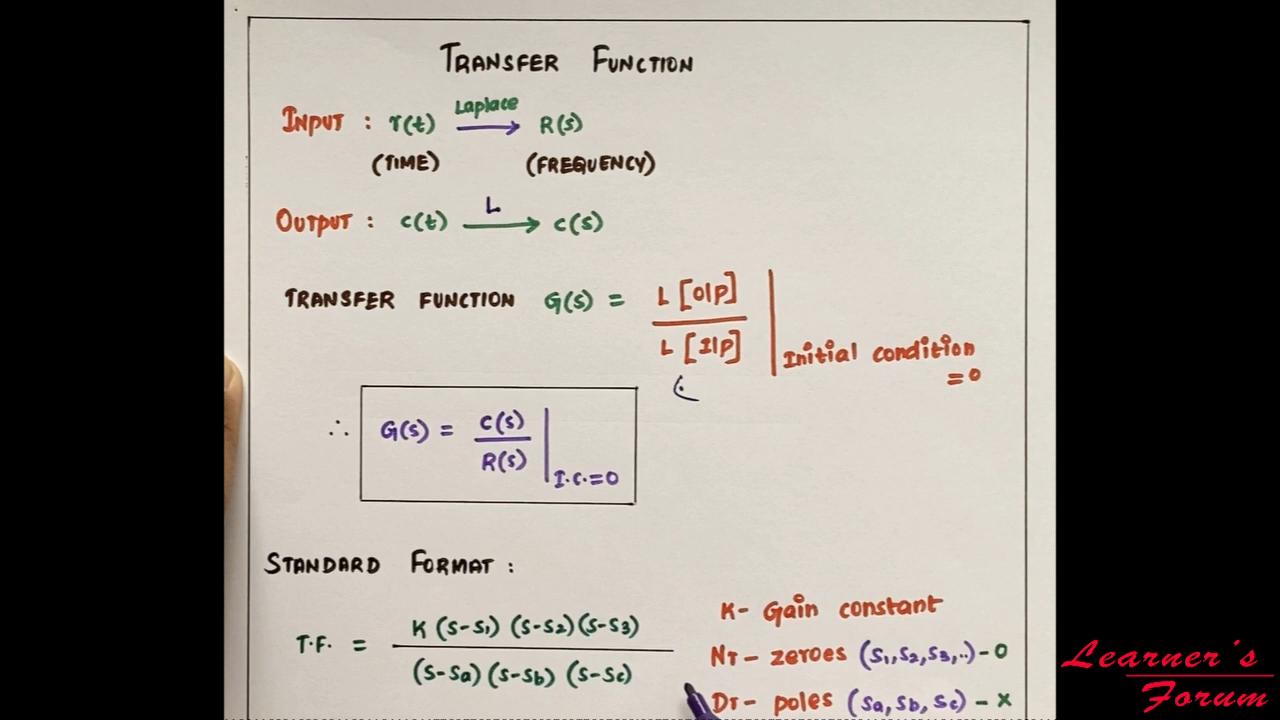 TRANSFER FUNCTION
INPUT : r(t) Laplace → R(s)
(TIME) (FREQUENCY)
OUTPUT : c(t) L → c(s)
TRANSFER FUNCTION G(s) = L [O|P] / L [I|P] | Initial condition = 0
∴ G(s) = C(s) / R(s) | I.C.=0
STANDARD FORMAT :
T.F. = K (s-s1) (s-s2) (s-s3) / (s-sa) (s-sb) (s-sc)
K- Gain constant
Nr - zeroes (s1,s2,s3,..) - O
Dr - poles (sa,sb,sc) - X
Learner's
Forum